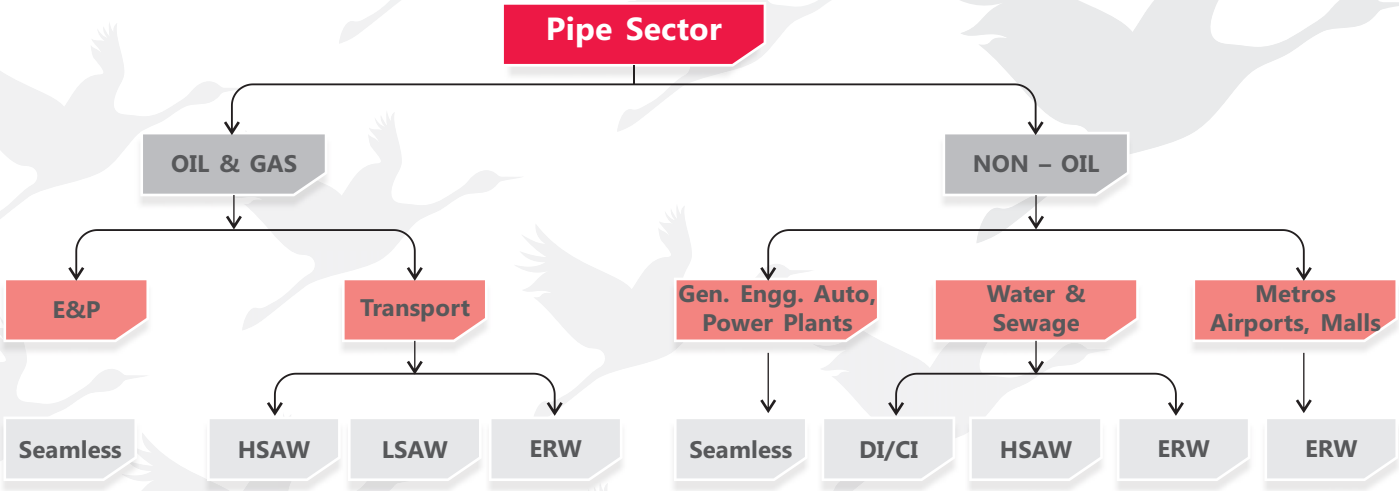 Pipe Sector
OIL & GAS
NON – OIL
E&P
Transport
Gen. Engg. Auto,
Power Plants
Water &
Sewage
Metros
Airports, Malls
Seamless
HSAW
LSAW
ERW
Seamless
DI/CI
HSAW
ERW
ERW